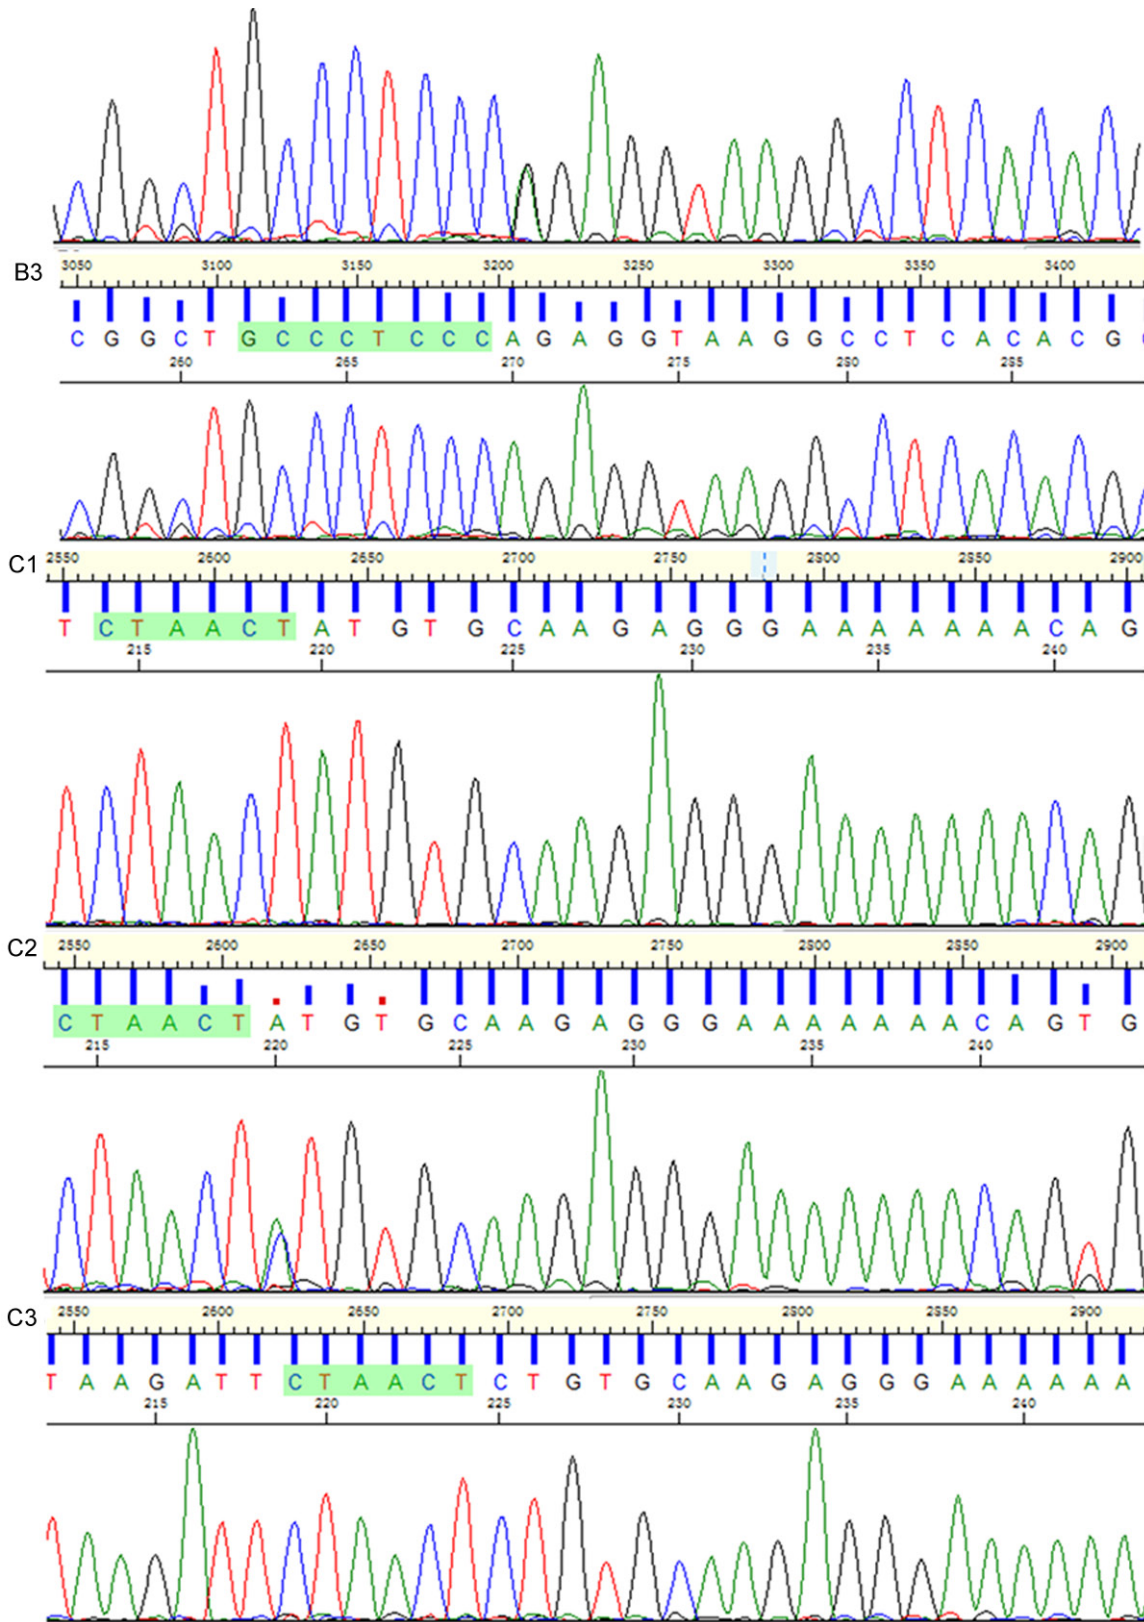 3050 3100 3150 3200 3250 3300 3350 3400
B3
C G G C T G C C C T C C C A G A G G T A A G G C C T C A C A C G
260 265 270 275 280 285
2550 2600 2650 2700 2750 2800 2850 2900
C1
T C T A A C T A T G T G C A A G A G G G A A A A A A A C A G
215 220 225 230 235 240
2550 2600 2650 2700 2750 2800 2850 2900
C2
C T A A C T A T G T G C A A G A G G G A A A A A A A C A G T G
215 220 225 230 235 240
2550 2600 2650 2700 2750 2800 2850 2900
C3
T A A G A T T C T A A C T C T G T G C A A G A G G G A A A A A A
215 220 225 230 235 240